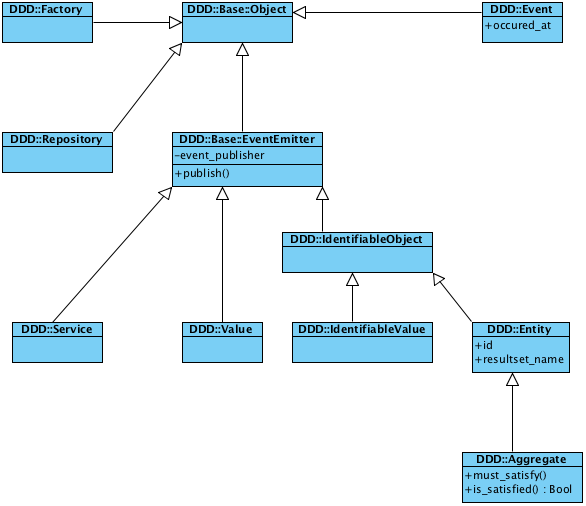 DDD::Factory
DDD::Base::Object
DDD::Event
+occured_at
DDD::Repository
DDD::Base::EventEmitter
-event_publisher
+publish()
DDD::IdentifiableObject
DDD::Service
DDD::Value
DDD::IdentifiableValue
DDD::Entity
+id
+resultset_name
DDD::Aggregate
+must_satisfy()
+is_satisfied() : Bool